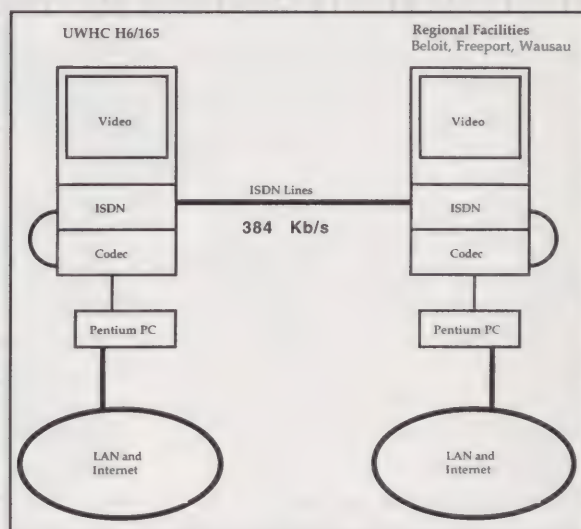 UWHC H6/165
Regional Facilities
Beloit, Freeport, Wausau
Video
Video
ISDN Lines
384 Kb/s
ISDN
ISDN
Codec
Codec
Pentium PC
Pentium PC
LAN and
Internet
LAN and
Internet